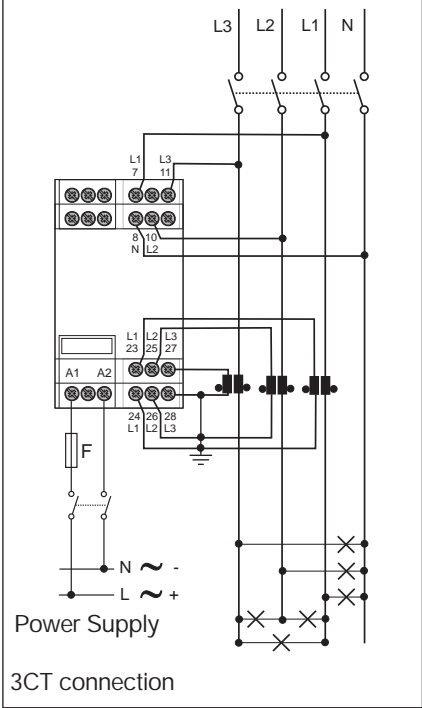 L3 L2 L1 N
L1 L3
7 11
8 10
N L2
L1 L2 L3
23 25 27
A1 A2
24 26 28
L1 L2 L3
F
N ~ -
L ~ +
Power Supply
3CT connection